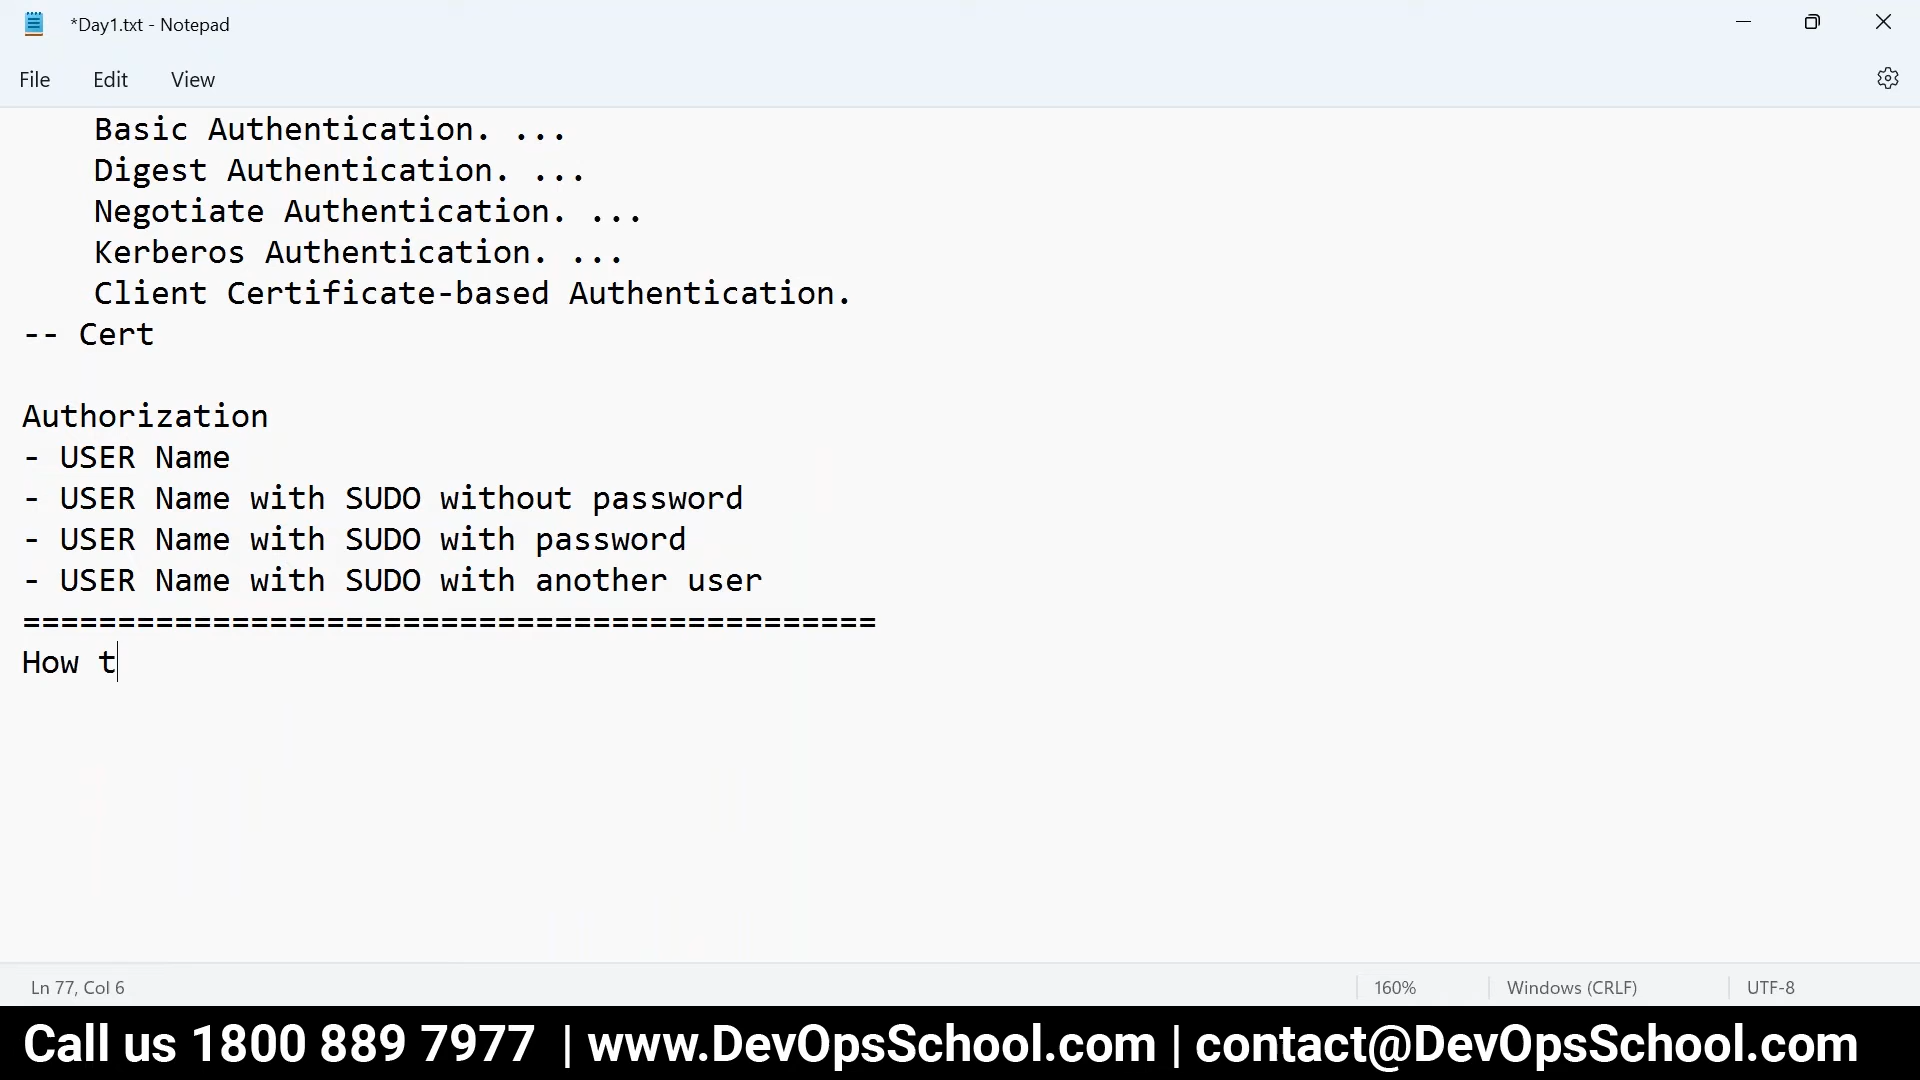 *Day1.txt - Notepad
File Edit View
Basic Authentication. ...
Digest Authentication. ...
Negotiate Authentication. ...
Kerberos Authentication. ...
Client Certificate-based Authentication.
-- Cert
Authorization
- USER Name
- USER Name with SUDO without password
- USER Name with SUDO with password
- USER Name with SUDO with another user
=============================================
How t
Ln 77, Col 6 160% Windows (CRLF) UTF-8
Call us 1800 889 7977 | www.DevOpsSchool.com | contact@DevOpsSchool.com